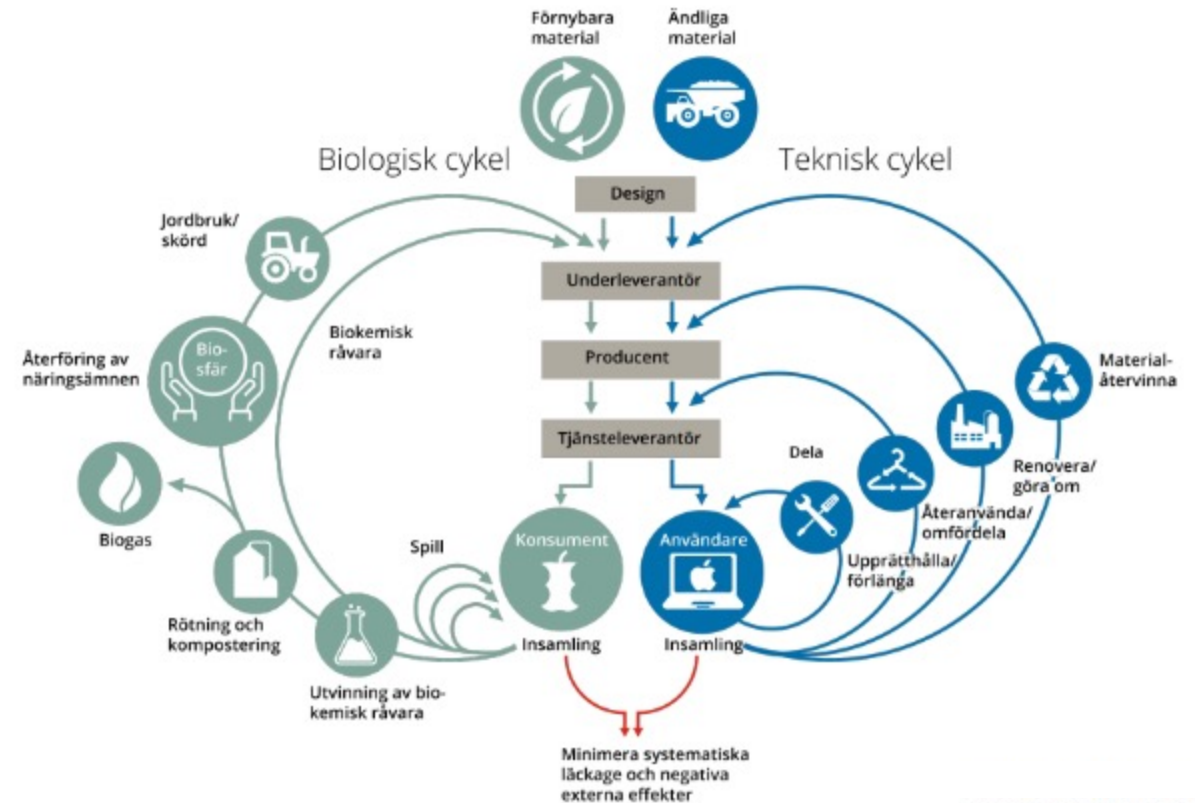 Förnybara
material
Ändliga
material
Biologisk cykel
Teknisk cykel
Design
Jordbruk/
skörd
Underleverantör
Biokemisk
råvara
Bio-
sfär
Återföring av
näringsämnen
Producent
Material-
återvinna
Tjänsteleverantör
Dela
Renovera/
göra om
Återanvända/
omfördela
Biogas
Spill
Konsument
Användare
Upprätthålla/
förlänga
Rötning och
kompostering
Insamling
Insamling
Utvinning av bio-
kemisk råvara
Minimera systematiska
läckage och negativa
externa effekter